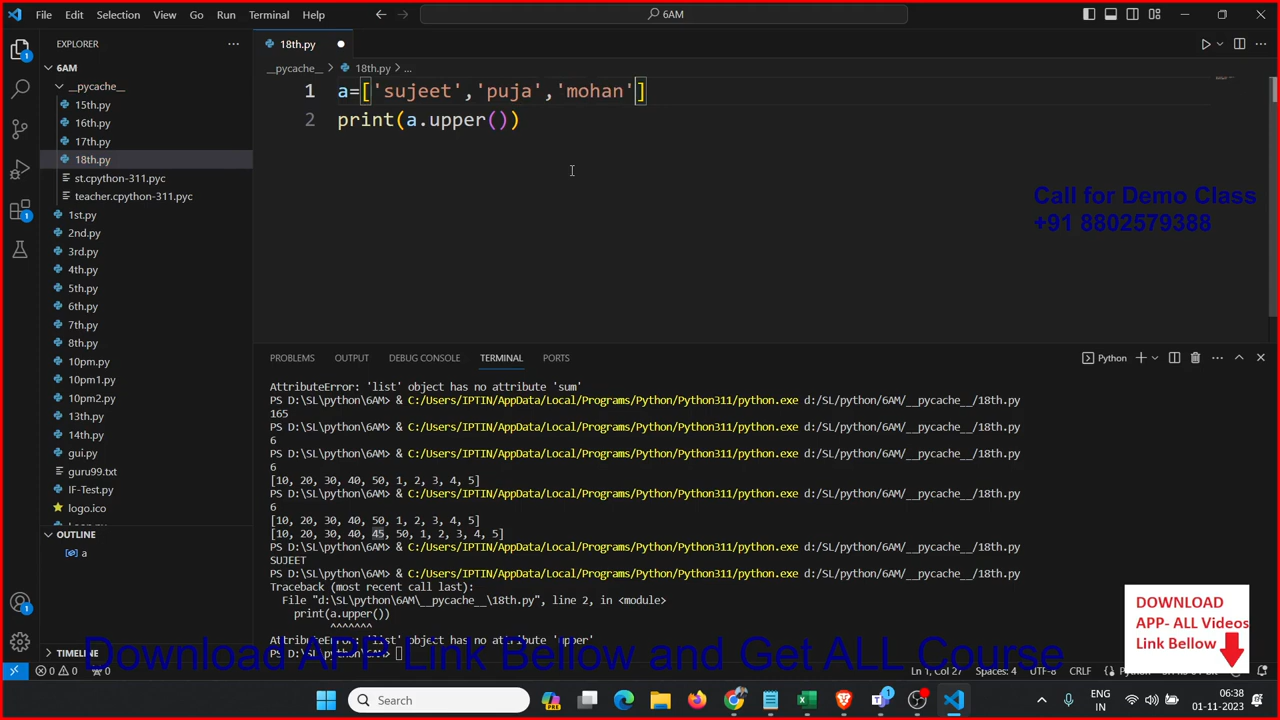 File Edit Selection View Go Run Terminal Help
6AM
EXPLORER
18th.py
6AM
__pycache__ > 18th.py > ...
__pycache__
15th.py
16th.py
17th.py
18th.py
st.cpython-311.pyc
teacher.cpython-311.pyc
1st.py
2nd.py
3rd.py
4th.py
5th.py
6th.py
7th.py
8th.py
10pm.py
10pm1.py
10pm2.py
13th.py
14th.py
gui.py
guru99.txt
IF-Test.py
logo.ico
OUTLINE
a
TIMELINE
1 a=['sujeet','puja','mohan']
2 print(a.upper())
Call for Demo Class
+91 8802579388
PROBLEMS OUTPUT DEBUG CONSOLE TERMINAL PORTS
Python
AttributeError: 'list' object has no attribute 'sum'
PS D:\SL\python\6AM> & C:/Users/IPTIN/AppData/Local/Programs/Python/Python311/python.exe d:/SL/python/6AM/__pycache__/18th.py
165
PS D:\SL\python\6AM> & C:/Users/IPTIN/AppData/Local/Programs/Python/Python311/python.exe d:/SL/python/6AM/__pycache__/18th.py
6
PS D:\SL\python\6AM> & C:/Users/IPTIN/AppData/Local/Programs/Python/Python311/python.exe d:/SL/python/6AM/__pycache__/18th.py
6
[10, 20, 30, 40, 50, 1, 2, 3, 4, 5]
PS D:\SL\python\6AM> & C:/Users/IPTIN/AppData/Local/Programs/Python/Python311/python.exe d:/SL/python/6AM/__pycache__/18th.py
6
[10, 20, 30, 40, 50, 1, 2, 3, 4, 5]
[10, 20, 30, 40, 45, 50, 1, 2, 3, 4, 5]
PS D:\SL\python\6AM> & C:/Users/IPTIN/AppData/Local/Programs/Python/Python311/python.exe d:/SL/python/6AM/__pycache__/18th.py
SUJEET
PS D:\SL\python\6AM> & C:/Users/IPTIN/AppData/Local/Programs/Python/Python311/python.exe d:/SL/python/6AM/__pycache__/18th.py
Traceback (most recent call last):
File "d:\SL\python\6AM\__pycache__\18th.py", line 2, in <module>
print(a.upper())
^^^^^^^
AttributeError: 'list' object has no attribute 'upper'
PS D:\SL\python\6AM>
DOWNLOAD
APP- ALL Videos
Link Bellow
Download APP Link Bellow and Get ALL Course
0 0 0 Ln 1, Col 27 Spaces: 4 UTF-8 CRLF
Search
ENG
IN
06:38
01-11-2023